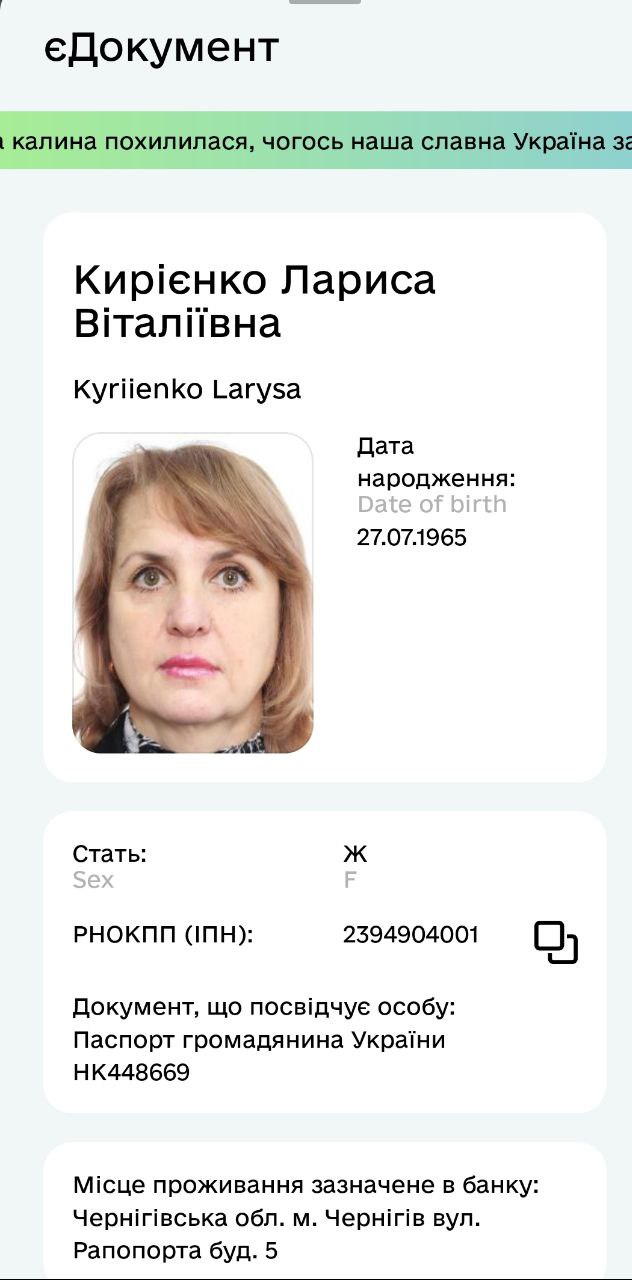 єДокумент
а калина похилилася, чогось наша славна Україна за
Кирієнко Лариса
Віталіївна
Kyriienko Larysa
Дата
народження:
Date of birth
27.07.1965
Стать:
Ж
Sex
F
РНОКПП (ІПН):
2394904001
Документ, що посвідчує особу:
Паспорт громадянина України
НК448669
Місце проживання зазначене в банку:
Чернігівська обл. м. Чернігів вул.
Рапопорта буд. 5